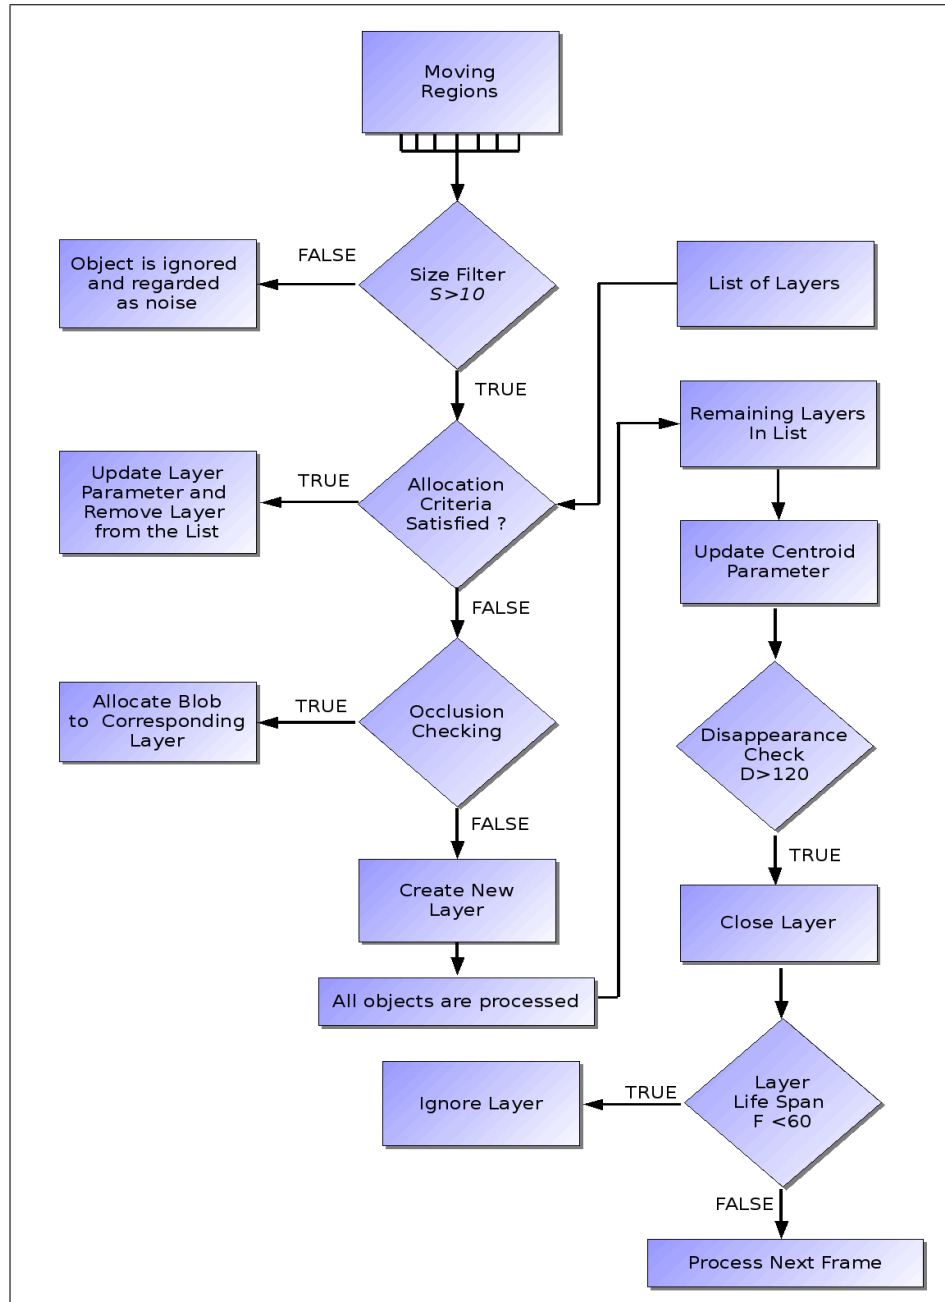 Moving
Regions
FALSE
Object is ignored
and regarded
as noise
Size Filter
S>10
List of Layers
TRUE
Remaining Layers
In List
Update Layer
Parameter and
Remove Layer
from the List
TRUE
Allocation
Criteria
Satisfied ?
Update Centroid
Parameter
FALSE
Allocate Blob
to Corresponding
Layer
TRUE
Occlusion
Checking
Disappearance
Check
D>120
FALSE
TRUE
Create New
Layer
Close Layer
All objects are processed
Ignore Layer
TRUE
Layer
Life Span
F <60
FALSE
Process Next Frame